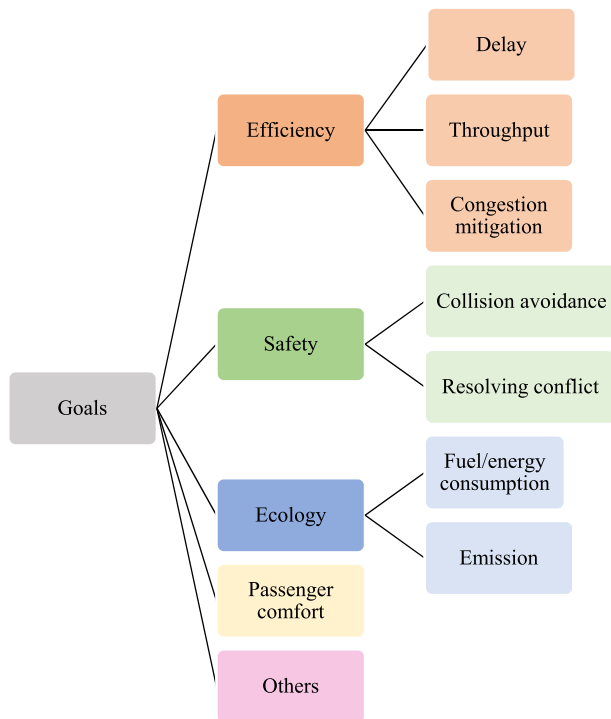 Goals
Efficiency
Delay
Throughput
Congestion
mitigation
Safety
Collision avoidance
Resolving conflict
Ecology
Fuel/energy
consumption
Emission
Passenger
comfort
Others